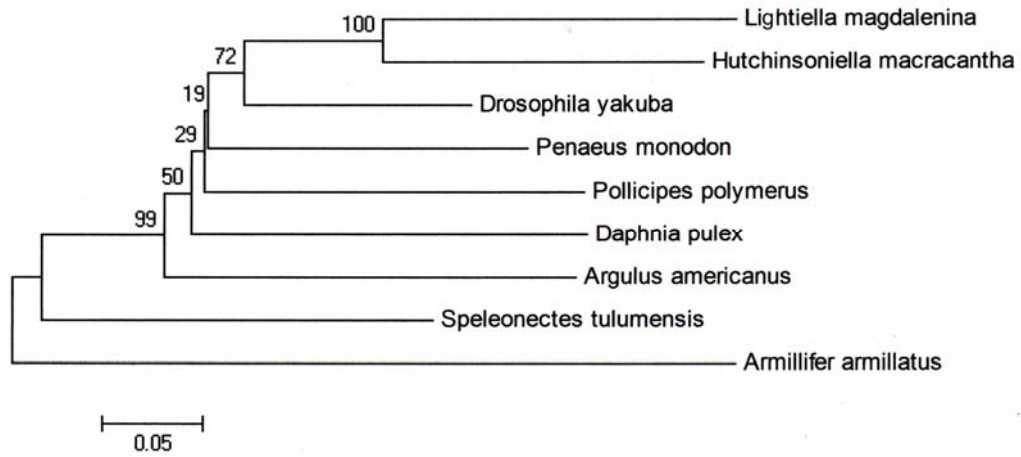 100
Lightiella magdalenina
Hutchinsoniella macracantha
72
Drosophila yakuba
19
Penaeus monodon
29
Pollicipes polymerus
50
Daphnia pulex
99
Argulus americanus
Speleonectes tulumensis
Armillifer armillatus
0.05